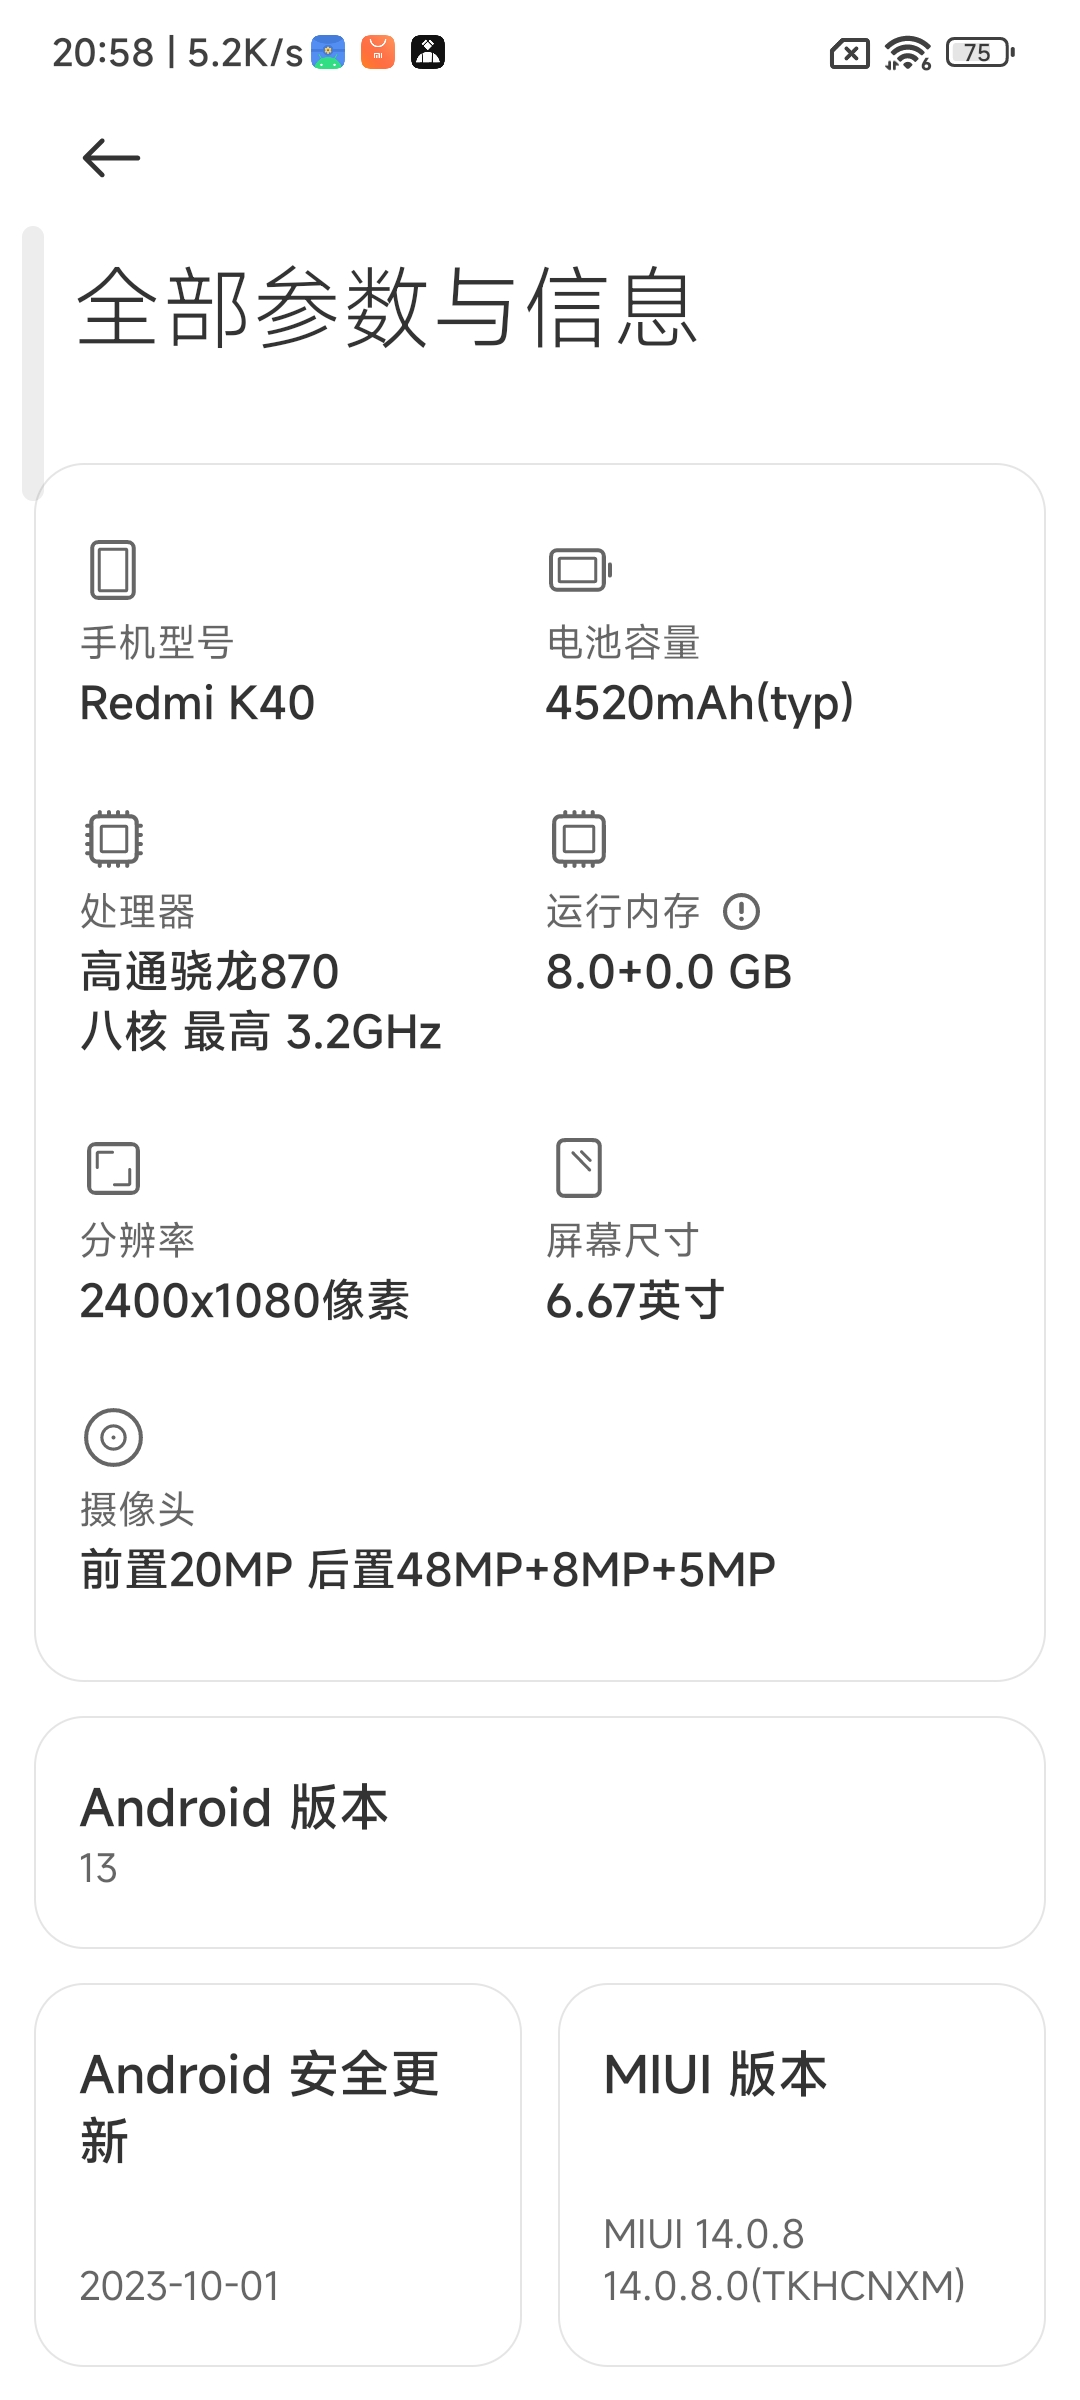 20:58 | 5.2K/s
75
全部参数与信息
手机型号
Redmi K40
电池容量
4520mAh(typ)
处理器
高通骁龙870
八核 最高 3.2GHz
运行内存
8.0+0.0 GB
分辨率
2400x1080像素
屏幕尺寸
6.67英寸
摄像头
前置20MP 后置48MP+8MP+5MP
Android 版本
13
Android 安全更
新
2023-10-01
MIUI 版本
MIUI 14.0.8
14.0.8.0(TKHCNXM)